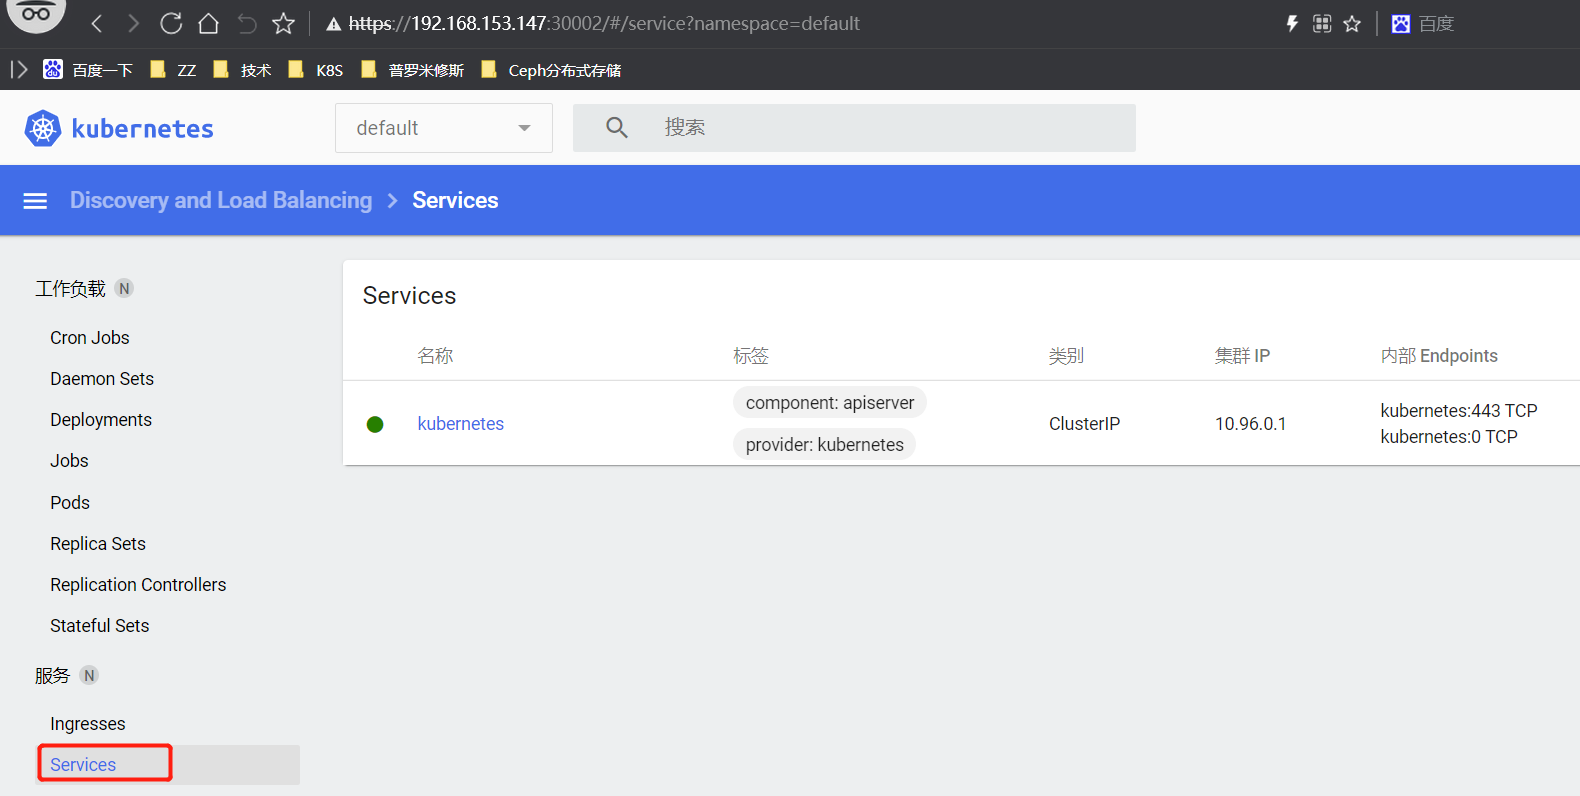 https://192.168.153.147:30002/#/service?namespace=default
百度
百度一下 ZZ 技术 K8S 普罗米修斯 Ceph分布式存储
kubernetes
default
搜索
Discovery and Load Balancing > Services
工作负载 N
Cron Jobs
Daemon Sets
Deployments
Jobs
Pods
Replica Sets
Replication Controllers
Stateful Sets
服务 N
Ingresses
Services
Services
名称 标签 类别 集群 IP 内部 Endpoints
kubernetes
component: apiserver
provider: kubernetes
ClusterIP
10.96.0.1
kubernetes:443 TCP
kubernetes:0 TCP